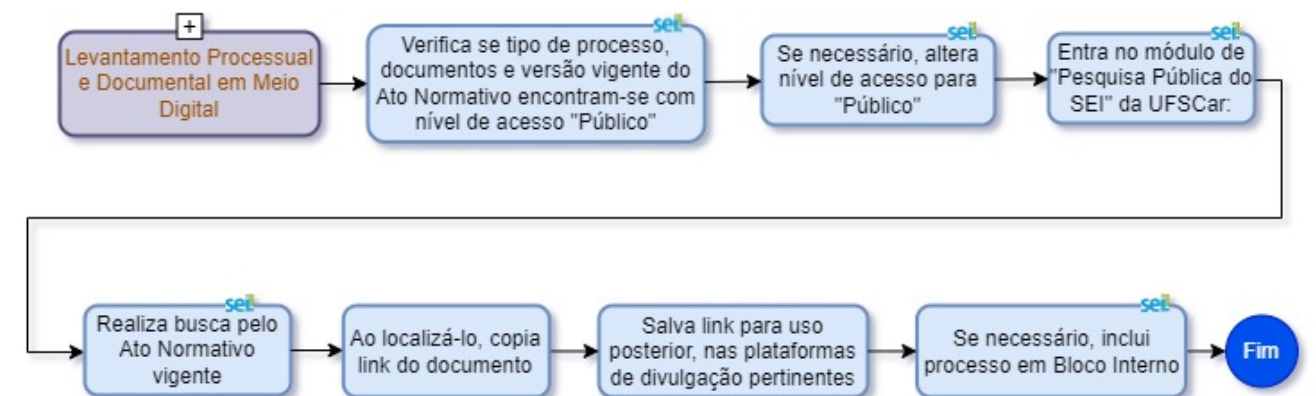 +
Levantamento Processual
e Documental em Meio
Digital
sei!
Verifica se tipo de processo,
documentos e versão vigente do
Ato Normativo encontram-se com
nível de acesso "Público"
sei!
Se necessário, altera
nível de acesso para
"Público"
sei!
Entra no módulo de
"Pesquisa Pública do
SEI" da UFSCar:
sei!
Realiza busca pelo
Ato Normativo
vigente
Ao localizá-lo, copia
link do documento
Salva link para uso
posterior, nas plataformas
de divulgação pertinentes
sei!
Se necessário, inclui
processo em Bloco Interno
Fim